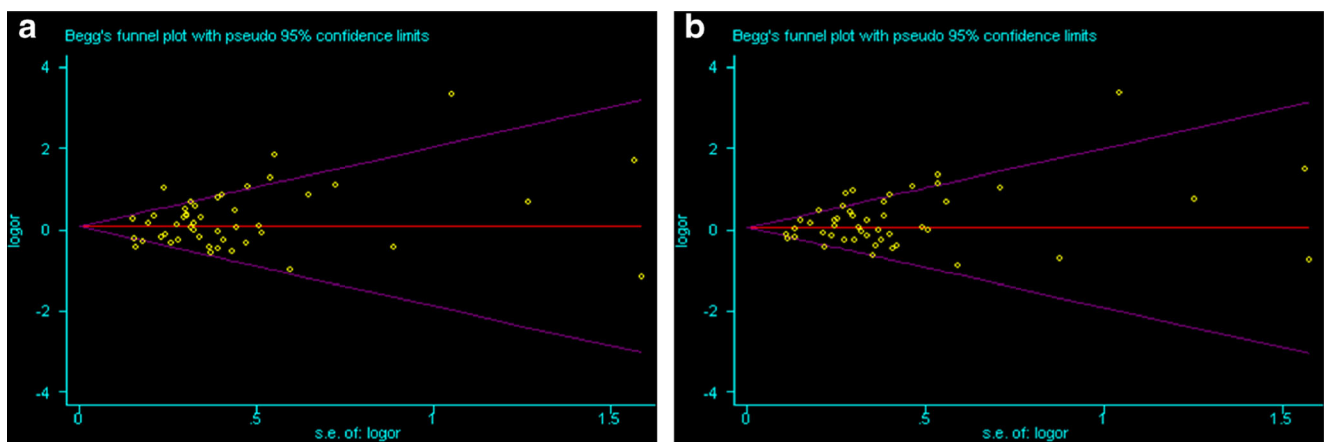 a
Begg's funnel plot with pseudo 95% confidence limits
4
2
0
-2
-4
logor
0
.5
1
1.5
s.e. of: logor
b
Begg's funnel plot with pseudo 95% confidence limits
4
2
0
-2
-4
logor
0
.5
1
1.5
s.e. of: logor